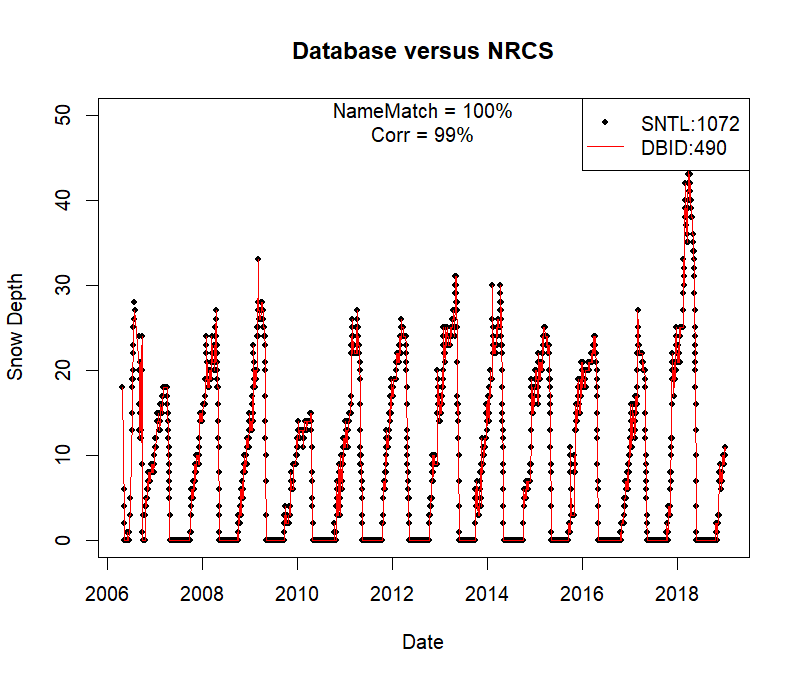 Database versus NRCS
NameMatch = 100%
Corr = 99%
SNTL:1072
DBID:490
Snow Depth
50
40
30
20
10
0
2006 2008 2010 2012 2014 2016 2018
Date